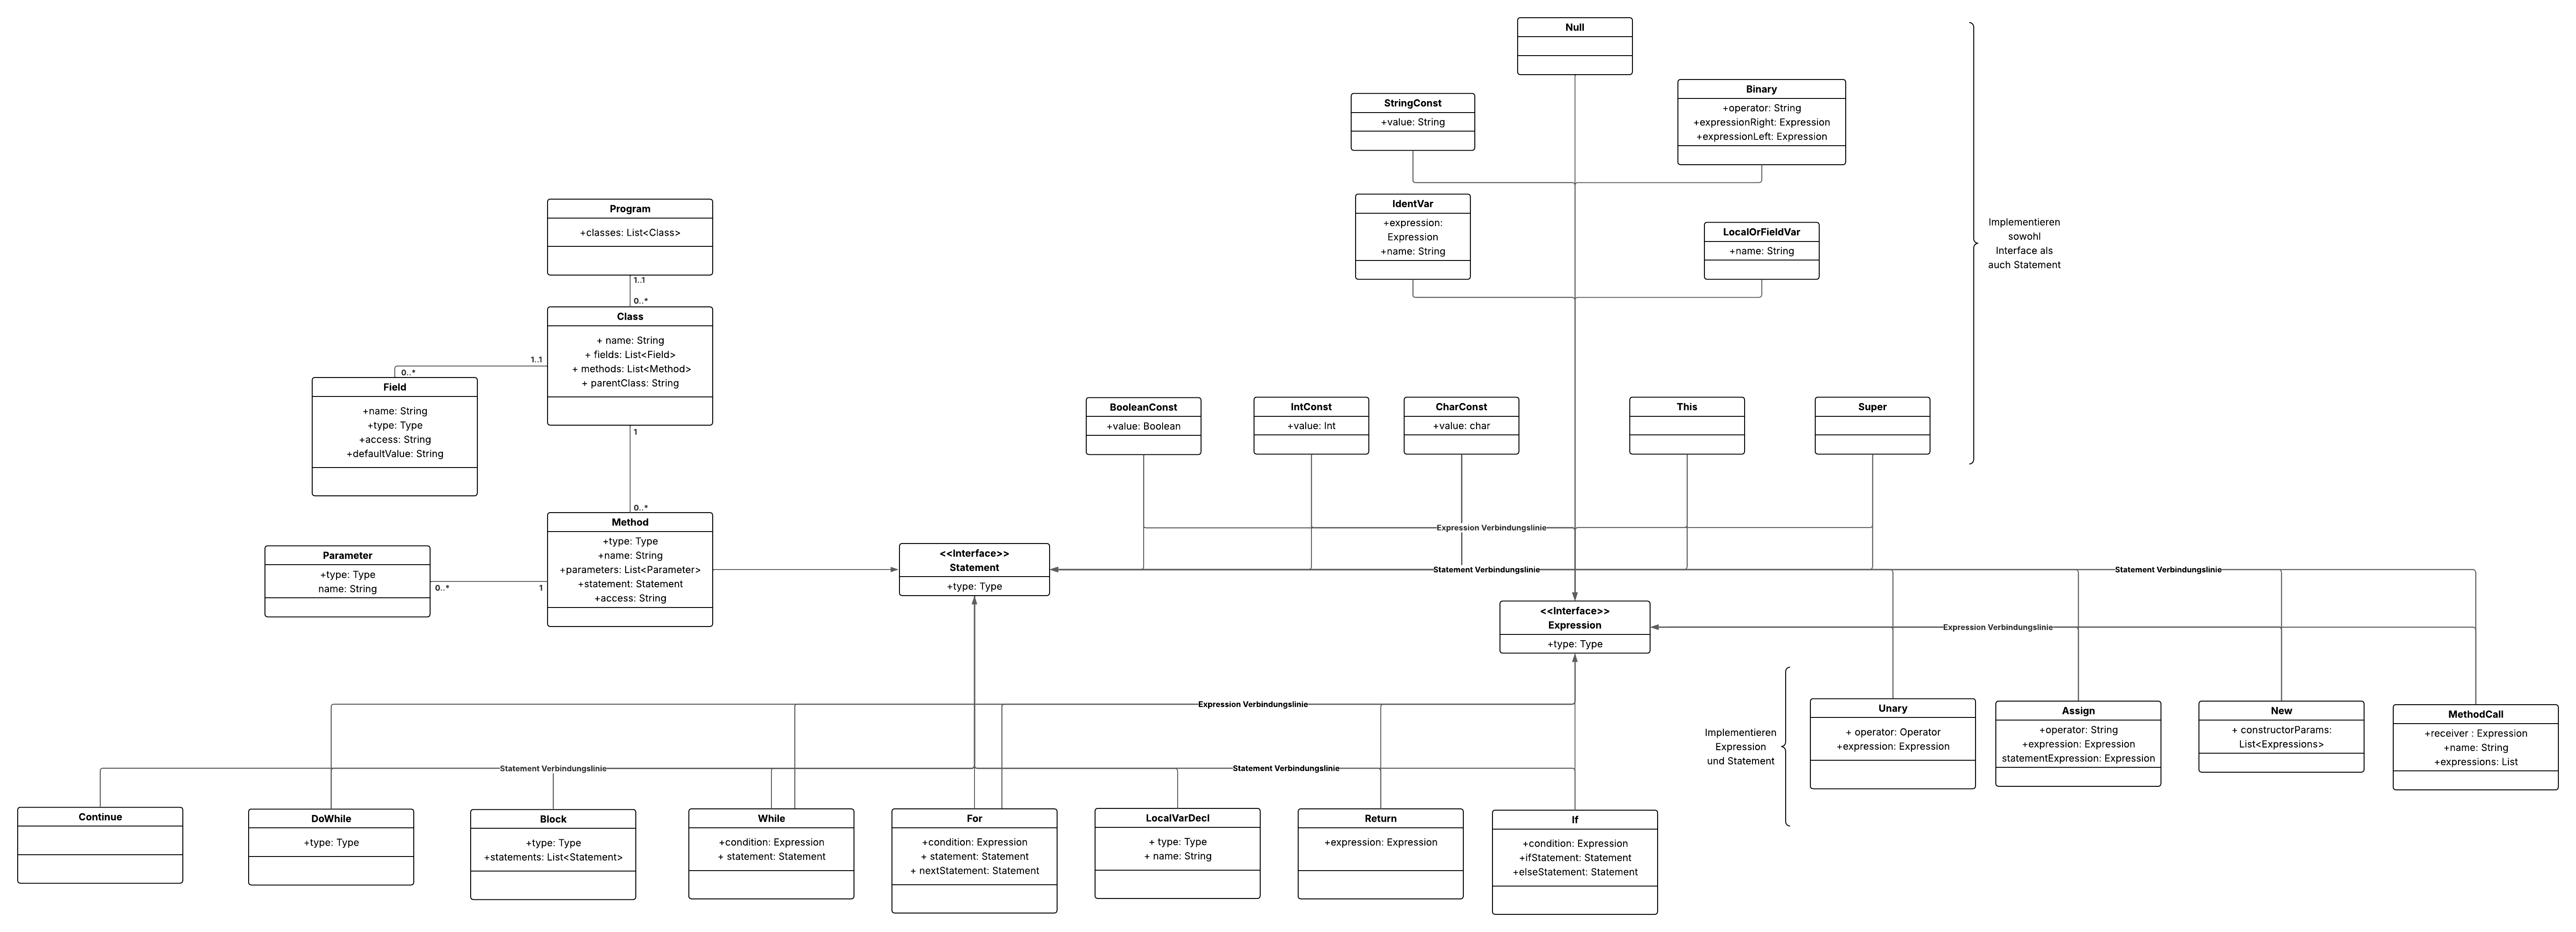 Null
StringConst
+value: String
Binary
+operator: String
+expressionRight: Expression
+expressionLeft: Expression
IdentVar
+expression:
Expression
+name: String
LocalOrFieldVar
+name: String
Implementieren
sowohl
Interface als
auch Statement
Program
+classes: List<Class>
1..1
0..*
Class
+ name: String
+ fields: List<Field>
+ methods: List<Method>
+ parentClass: String
1..1
0..*
Field
+name: String
+type: Type
+access: String
+defaultValue: String
1
0..*
BooleanConst
+value: Boolean
IntConst
+value: Int
CharConst
+value: char
This
Super
Expression Verbindungslinie
Method
+type: Type
+name: String
+parameters: List<Parameter>
+statement: Statement
+access: String
Parameter
+type: Type
name: String
0..*
1
<<Interface>>
Statement
+type: Type
Statement Verbindungslinie
Statement Verbindungslinie
<<Interface>>
Expression
+type: Type
Expression Verbindungslinie
Expression Verbindungslinie
Implementieren
Expression
und Statement
Unary
+ operator: Operator
+expression: Expression
Assign
+operator: String
+expression: Expression
statementExpression: Expression
New
+ constructorParams:
List<Expressions>
MethodCall
+receiver : Expression
+name: String
+expressions: List
Statement Verbindungslinie
Statement Verbindungslinie
Continue
DoWhile
+type: Type
Block
+type: Type
+statements: List<Statement>
While
+condition: Expression
+ statement: Statement
For
+condition: Expression
+ statement: Statement
+ nextStatement: Statement
LocalVarDecl
+ type: Type
+ name: String
Return
+expression: Expression
If
+condition: Expression
+ifStatement: Statement
+elseStatement: Statement